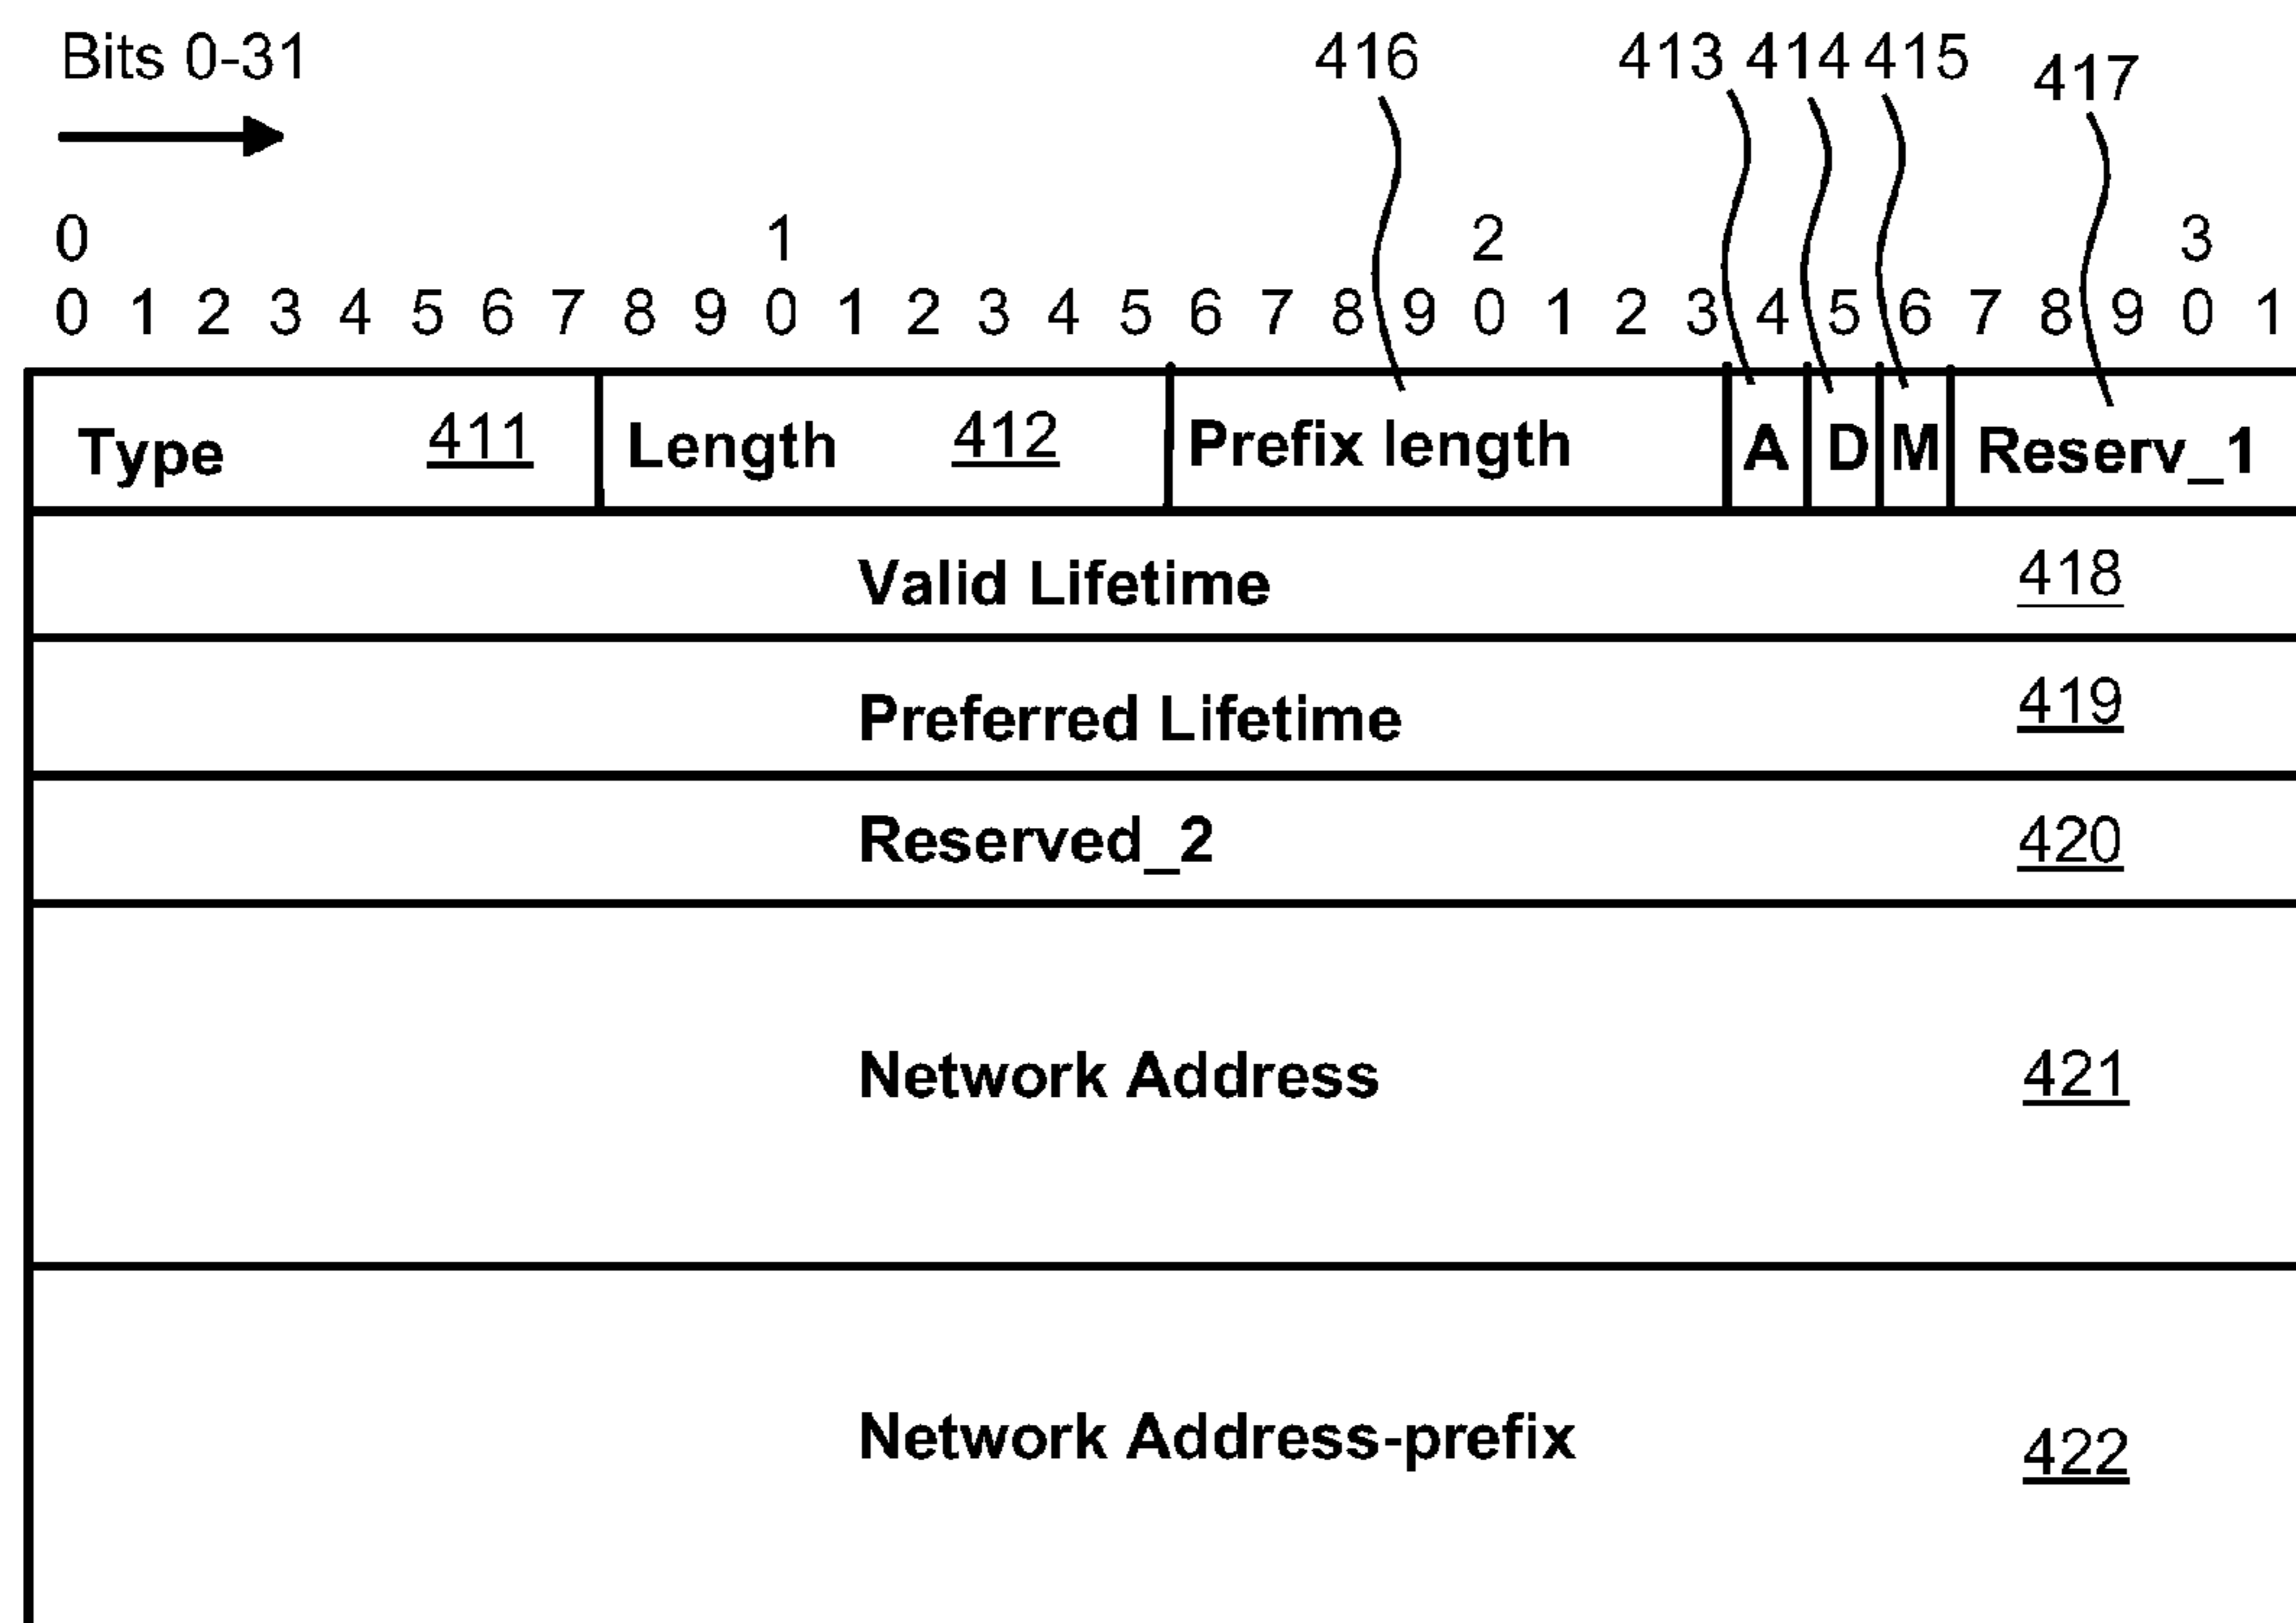 Bits 0-31 416 413 414 415 417
0 1 2 3
0 1 2 3 4 5 6 7 8 9 0 1 2 3 4 5 6 7 8 9 0 1 2 3 4 5 6 7 8 9 0 1
Type 411 Length 412 Prefix length A D M Reserv_1
Valid Lifetime 418
Preferred Lifetime 419
Reserved_2 420
Network Address 421
Network Address-prefix 422